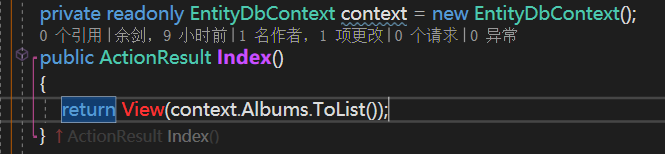 private readonly EntityDbContext context = new EntityDbContext();
0 个引用|余剑，9 小时前|1 名作者，1 项更改|0 个请求|0 异常
public ActionResult Index()
{
return View(context.Albums.ToList());
} ↑ActionResult Index()